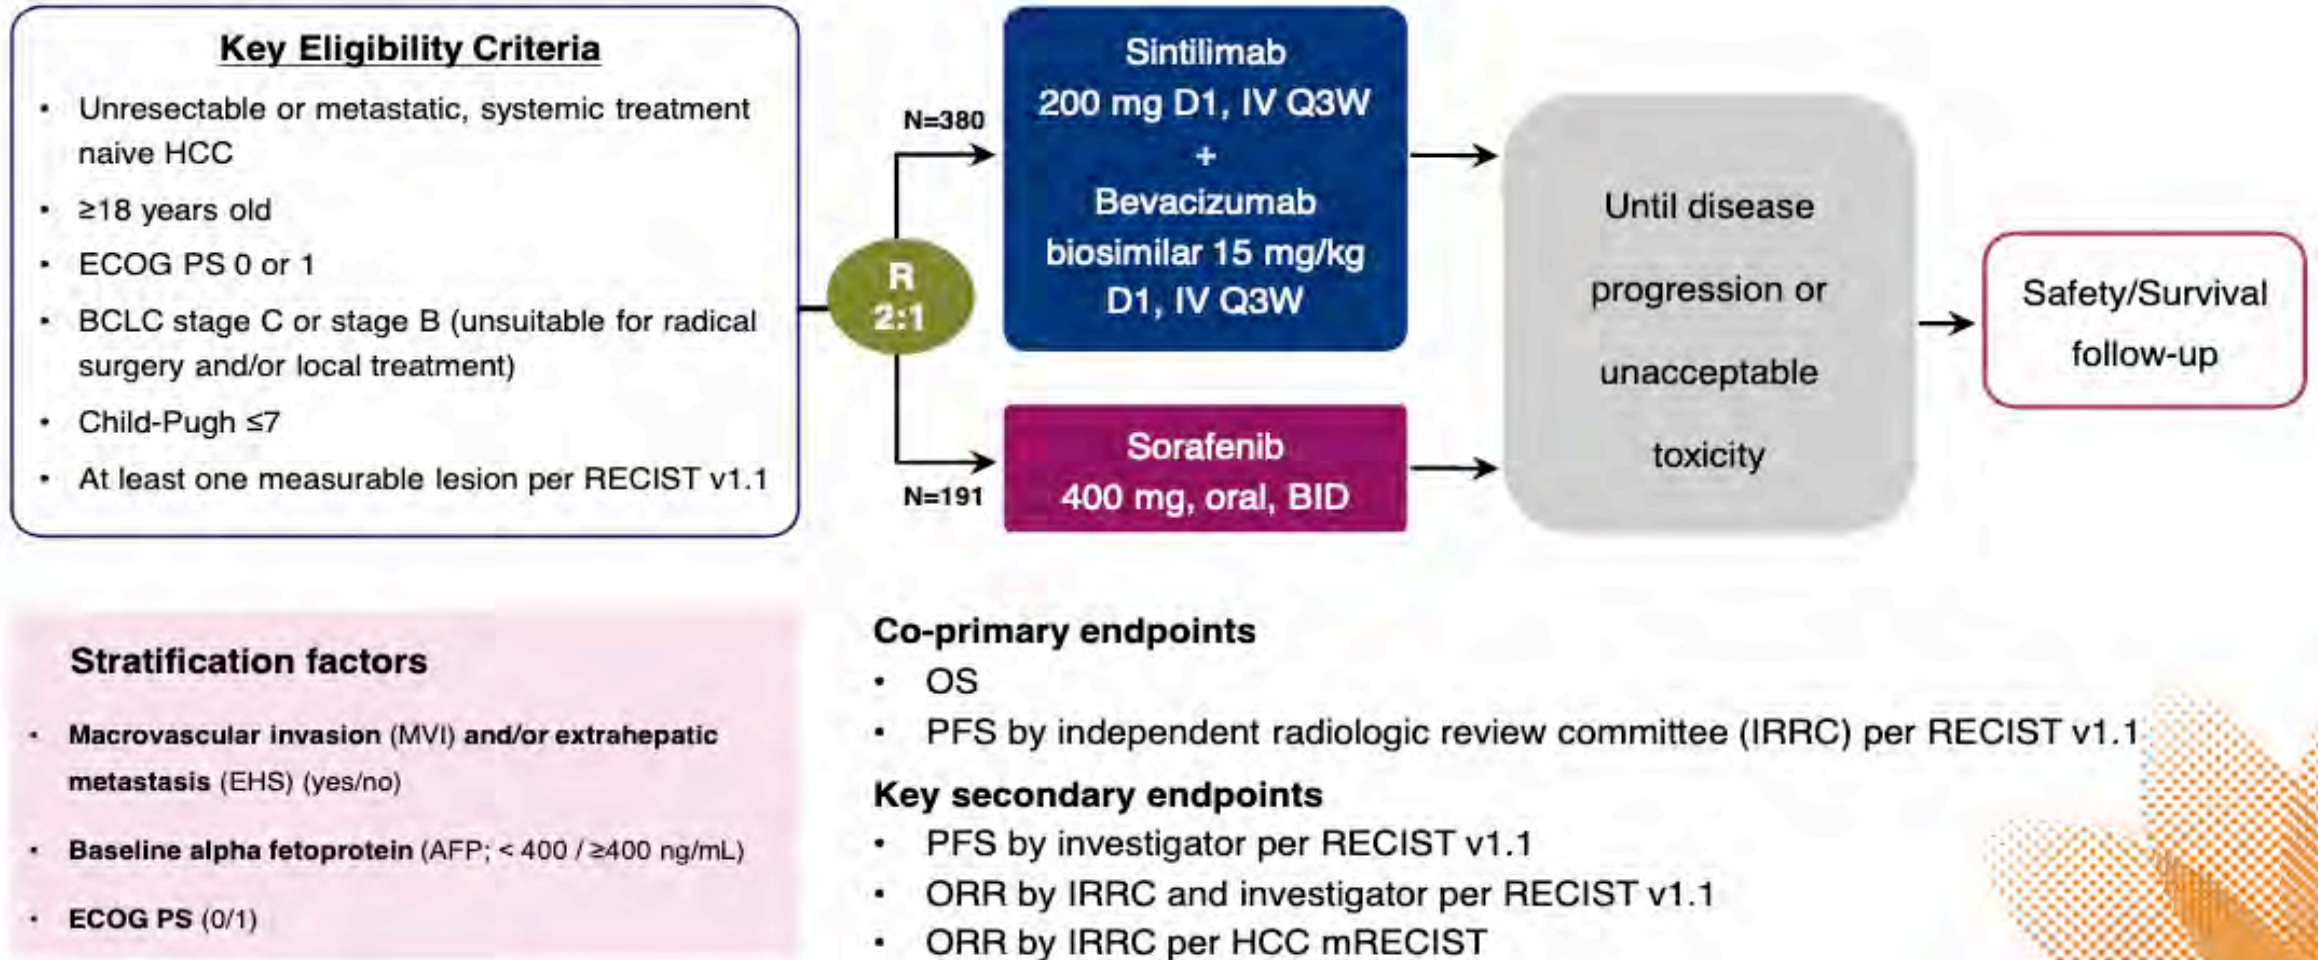 Key Eligibility Criteria
• Unresectable or metastatic, systemic treatment
naive HCC
• ≥18 years old
• ECOG PS 0 or 1
• BCLC stage C or stage B (unsuitable for radical
surgery and/or local treatment)
• Child-Pugh ≤7
• At least one measurable lesion per RECIST v1.1
R
2:1
N=380
Sintilimab
200 mg D1, IV Q3W
+
Bevacizumab
biosimilar 15 mg/kg
D1, IV Q3W
N=191
Sorafenib
400 mg, oral, BID
Until disease
progression or
unacceptable
toxicity
Safety/Survival
follow-up
Stratification factors
• Macrovascular invasion (MVI) and/or extrahepatic
metastasis (EHS) (yes/no)
• Baseline alpha fetoprotein (AFP; < 400 / ≥400 ng/mL)
• ECOG PS (0/1)
Co-primary endpoints
• OS
• PFS by independent radiologic review committee (IRRC) per RECIST v1.1
Key secondary endpoints
• PFS by investigator per RECIST v1.1
• ORR by IRRC and investigator per RECIST v1.1
• ORR by IRRC per HCC mRECIST